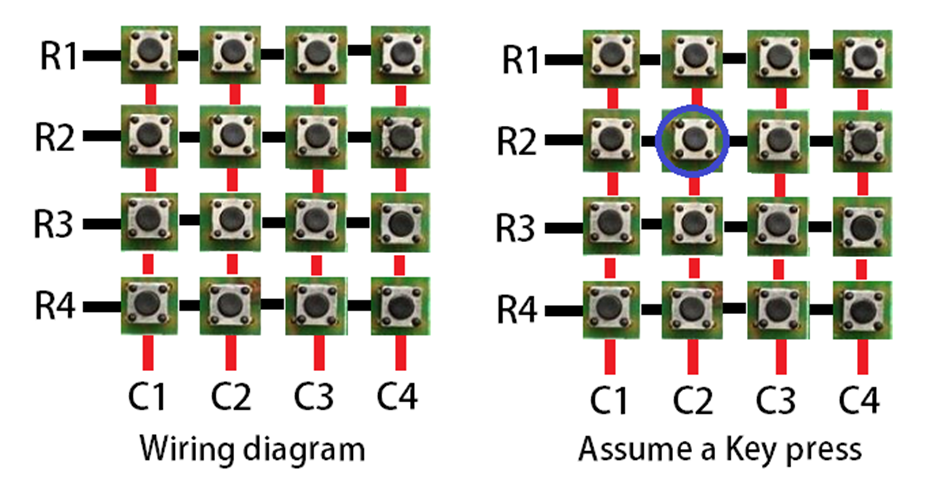 R1
R2
R3
R4
C1 C2 C3 C4
Wiring diagram
R1
R2
R3
R4
C1 C2 C3 C4
Assume a Key press